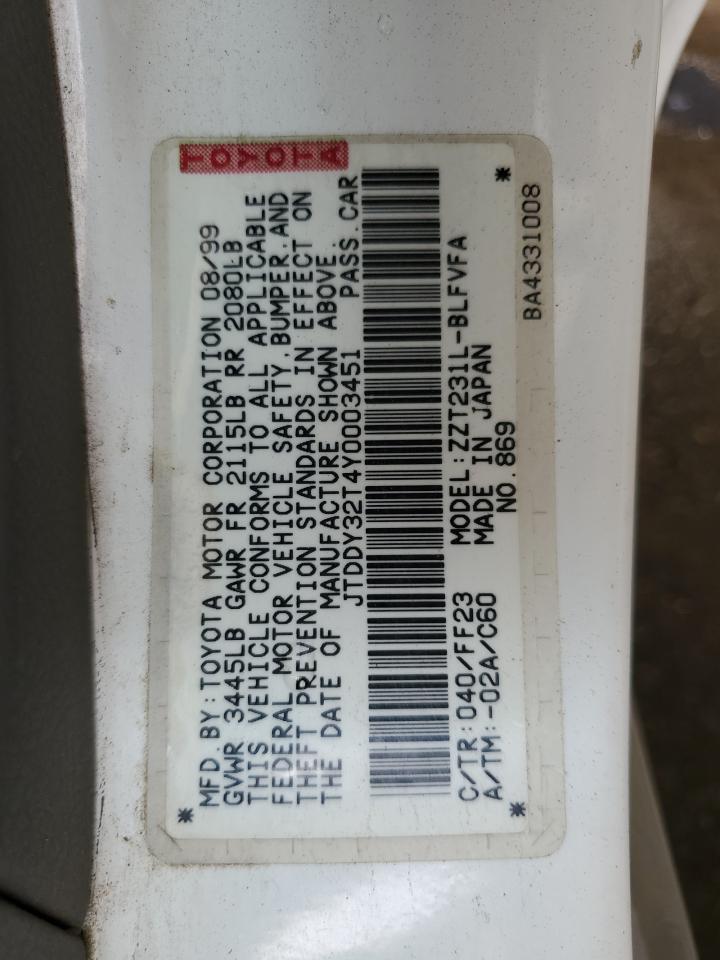 TOYOTA
MFD.BY:TOYOTA MOTOR CORPORATION 08/99
GVWR 3445LB GAWR FR 2115LB RR 2080LB
THIS VEHICLE CONFORMS TO ALL APPLICABLE
FEDERAL MOTOR VEHICLE SAFETY,BUMPER,AND
THEFT PREVENTION STANDARDS IN EFFECT ON
THE DATE OF MANUFACTURE SHOWN ABOVE.
JTDDY32T4Y0003451 PASS.CAR
C/TR:040/FF23 MODEL:ZZT231L-BLFVFA
A/TM:-02A/C60 MADE IN JAPAN
NO.869
BA4331008